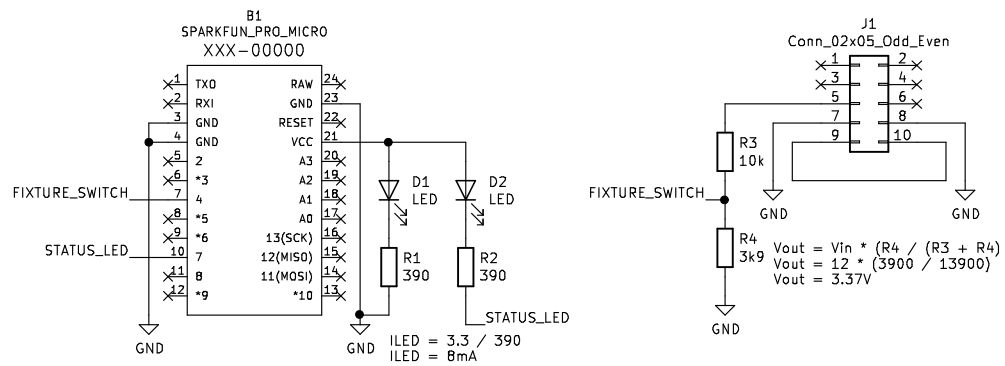 B1
SPARKFUN_PRO_MICRO
XXX-00000
1 TXO RAW 24
2 RXI GND 23
3 GND RESET 22
4 GND VCC 21
5 2 A3 20
6 *3 A2 19
FIXTURE_SWITCH 7 4 A1 18
8 *5 A0 17
9 *6 13(SCK) 16
STATUS_LED 10 7 12(MISO) 15
11 8 11(MOSI) 14
12 *9 *10 13
GND
GND
D1
LED
D2
LED
R1
390
R2
390
STATUS_LED
ILED = 3.3 / 390
ILED = 8mA
J1
Conn_02x05_Odd_Even
1 2
3 4
5 6
7 8
9 10
R3
10k
GND
GND
FIXTURE_SWITCH
R4
3k9
GND
Vout = Vin * (R4 / (R3 + R4)
Vout = 12 * (3900 / 13900)
Vout = 3.37V